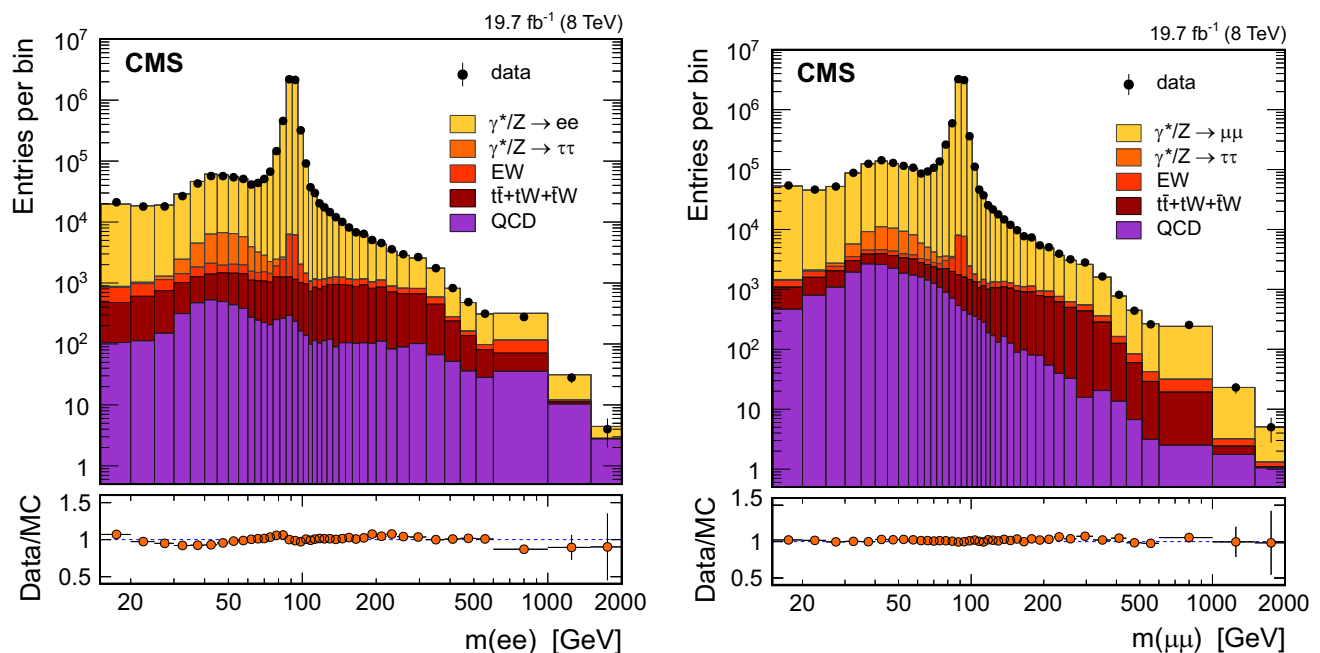 19.7 fb⁻¹ (8 TeV)
CMS
Entries per bin
10⁷
10⁶
10⁵
10⁴
10³
10²
10
1
data
γ*/Z → ee
γ*/Z → ττ
EW
tt̄+tW+t̄W
QCD
Data/MC
1.5
1
0.5
20 50 100 200 500 1000 2000
m(ee) [GeV]
19.7 fb⁻¹ (8 TeV)
CMS
Entries per bin
10⁷
10⁶
10⁵
10⁴
10³
10²
10
1
data
γ*/Z → μμ
γ*/Z → ττ
EW
tt̄+tW+t̄W
QCD
Data/MC
1.5
1
0.5
20 50 100 200 500 1000 2000
m(μμ) [GeV]